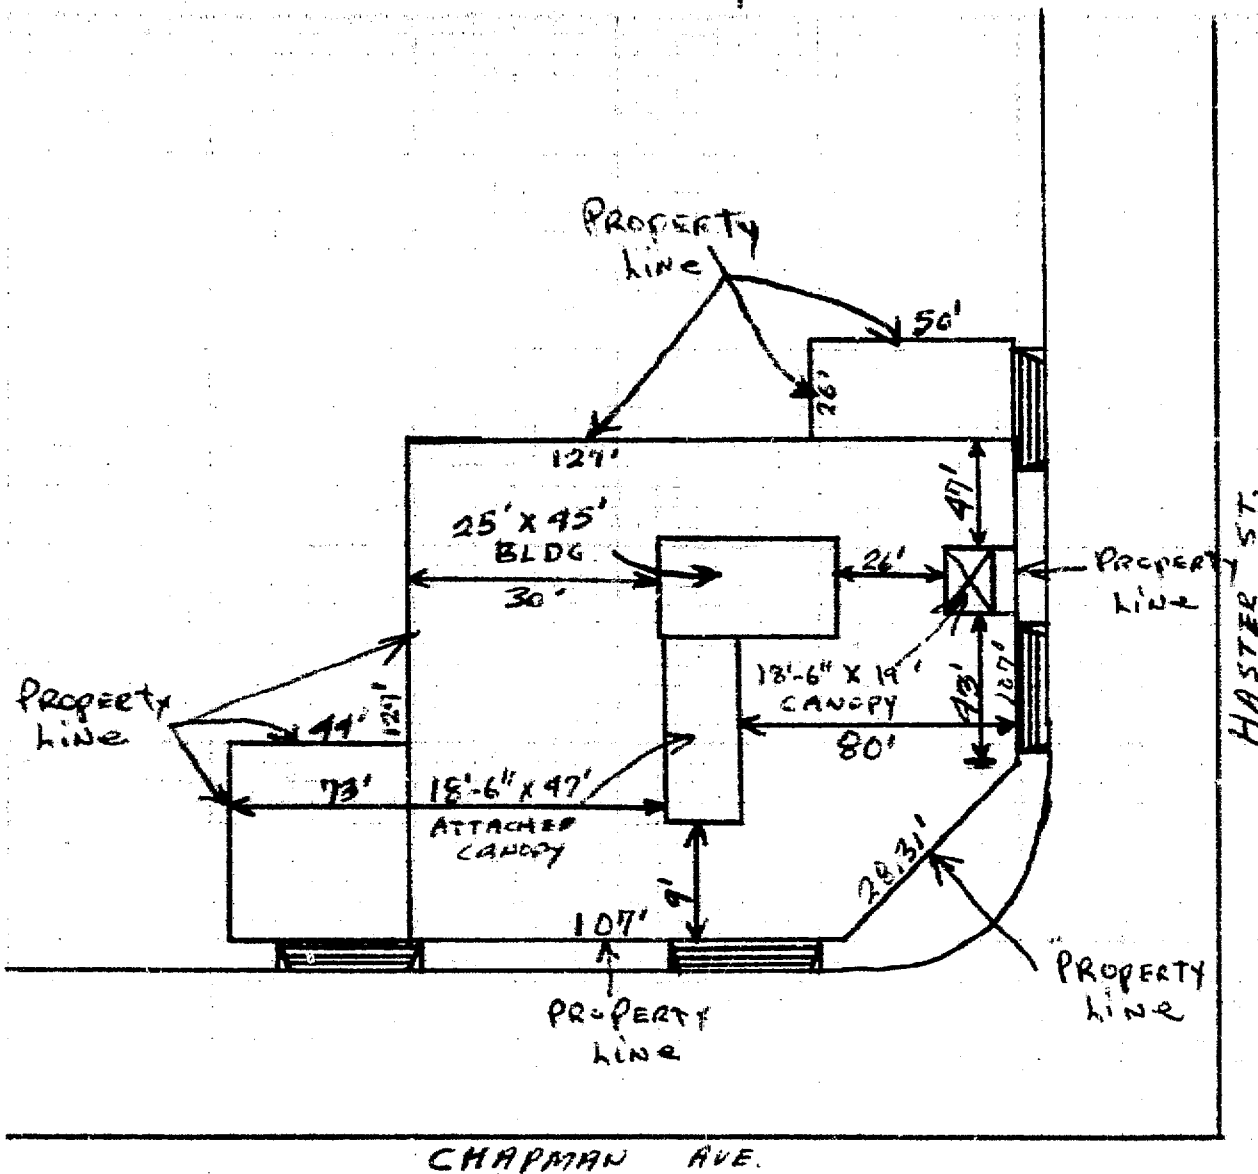 PROPERTY
Line
50'
26'
127'
47'
25' X 45'
BLDG
30'
26'
PROPERTY
Line
HASTER ST.
18'-6" X 19'
CANOPY
43'
107'
80'
PROPERTY
Line
44'
127'
73'
18'-6" X 47'
ATTACHED
CANOPY
28.31'
9'
107'
PROPERTY
Line
PROPERTY
Line
CHAPMAN AVE.